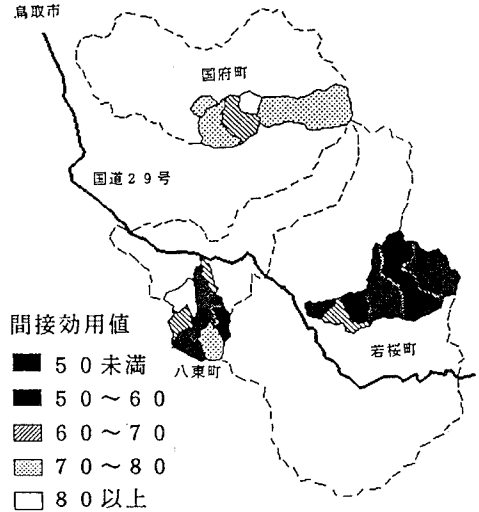 鳥取市
国府町
国道29号
間接効用値
50未満
50～60
60～70
70～80
80以上
八東町
若桜町